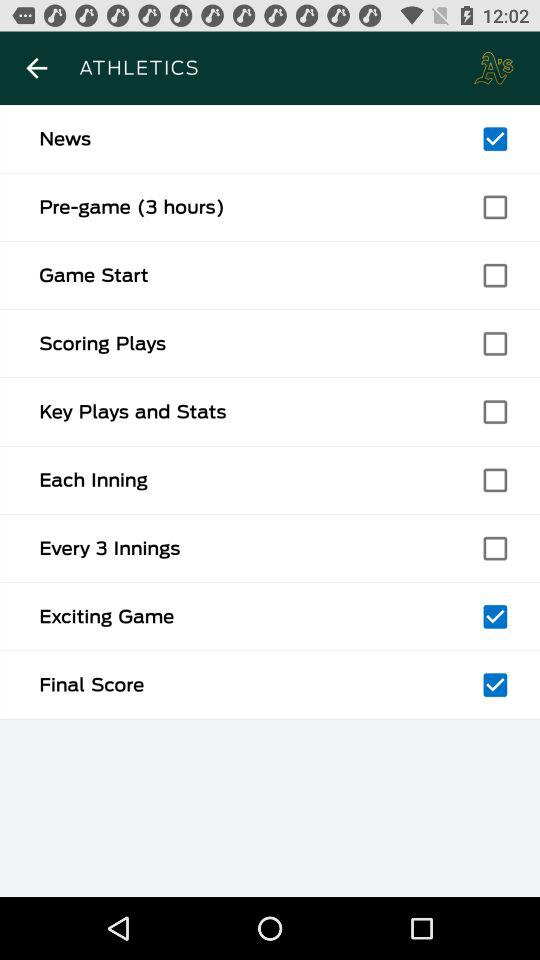 12:02
ATHLETICS
A's
News
Pre-game (3 hours)
Game Start
Scoring Plays
Key Plays and Stats
Each Inning
Every 3 Innings
Exciting Game
Final Score